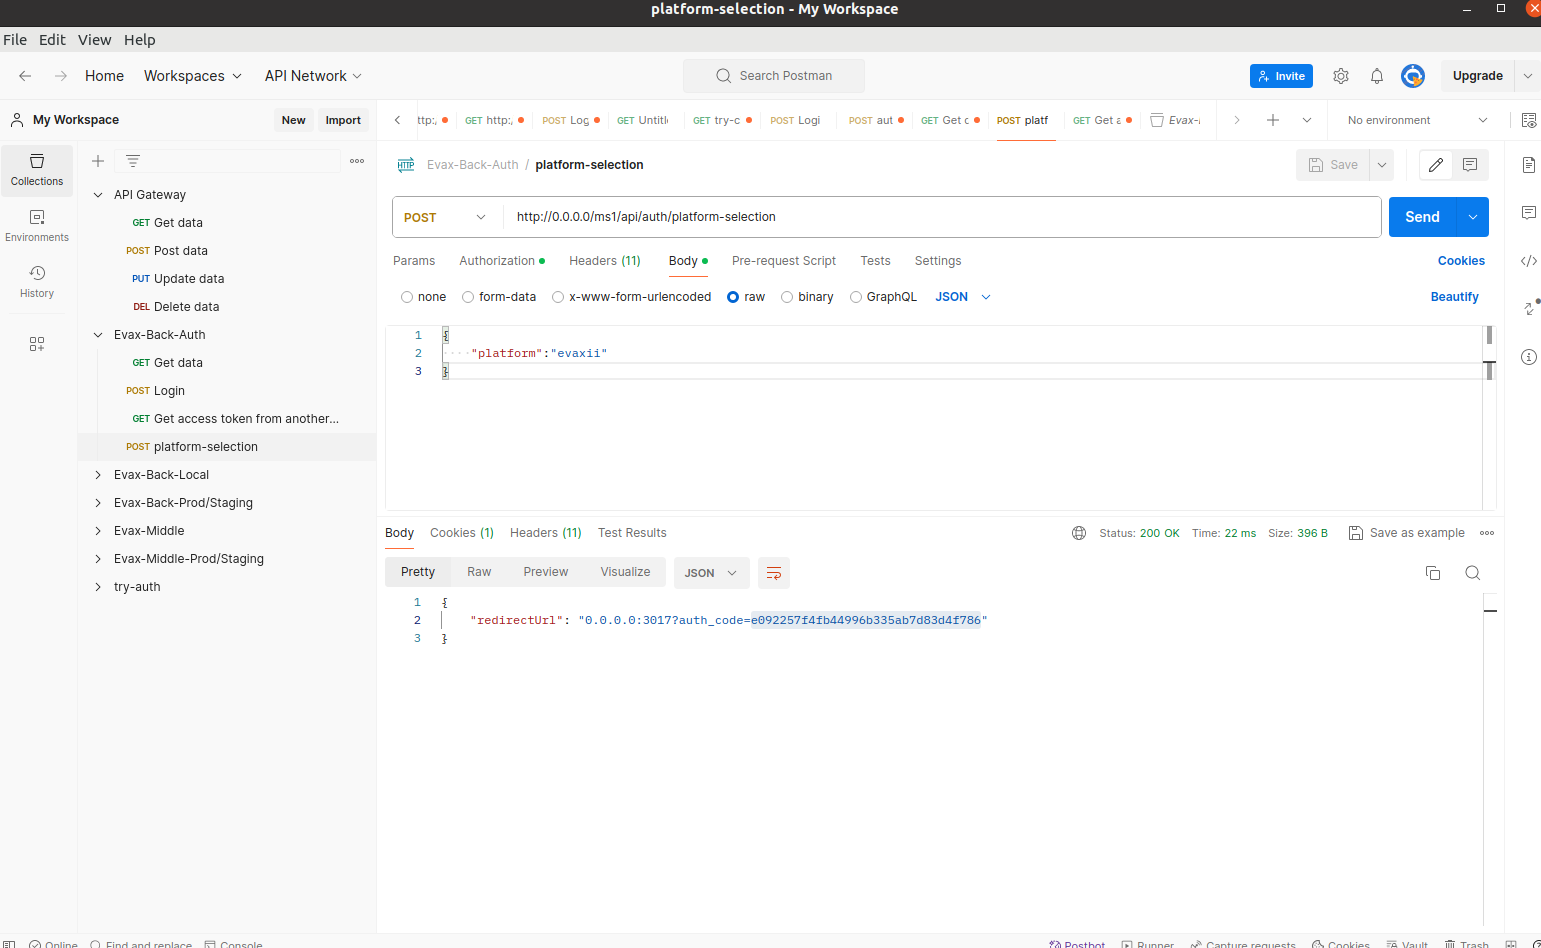 platform-selection - My Workspace
File Edit View Help
Home Workspaces API Network Search Postman Invite Upgrade
My Workspace New Import
ttp:/ GET http:/ POST Log GET Untitl GET try-c POST Logi POST aut GET Get c POST platf GET Get a Evax-l No environment
Collections
Environments
History
API Gateway
GET Get data
POST Post data
PUT Update data
DEL Delete data
Evax-Back-Auth
GET Get data
POST Login
GET Get access token from another...
POST platform-selection
Evax-Back-Local
Evax-Back-Prod/Staging
Evax-Middle
Evax-Middle-Prod/Staging
try-auth
HTTP Evax-Back-Auth / platform-selection Save
POST http://0.0.0.0/ms1/api/auth/platform-selection Send
Params Authorization Headers (11) Body Pre-request Script Tests Settings Cookies
none form-data x-www-form-urlencoded raw binary GraphQL JSON Beautify
1 {
2 "platform":"evaxii"
3 }
Body Cookies (1) Headers (11) Test Results Status: 200 OK Time: 22 ms Size: 396 B Save as example
Pretty Raw Preview Visualize JSON
1 {
2 "redirectUrl": "0.0.0.0:3017?auth_code=e092257f4fb44996b335ab7d83d4f786"
3 }
Online Find and replace Console Postbot Runner Capture requests Cookies Vault Trash